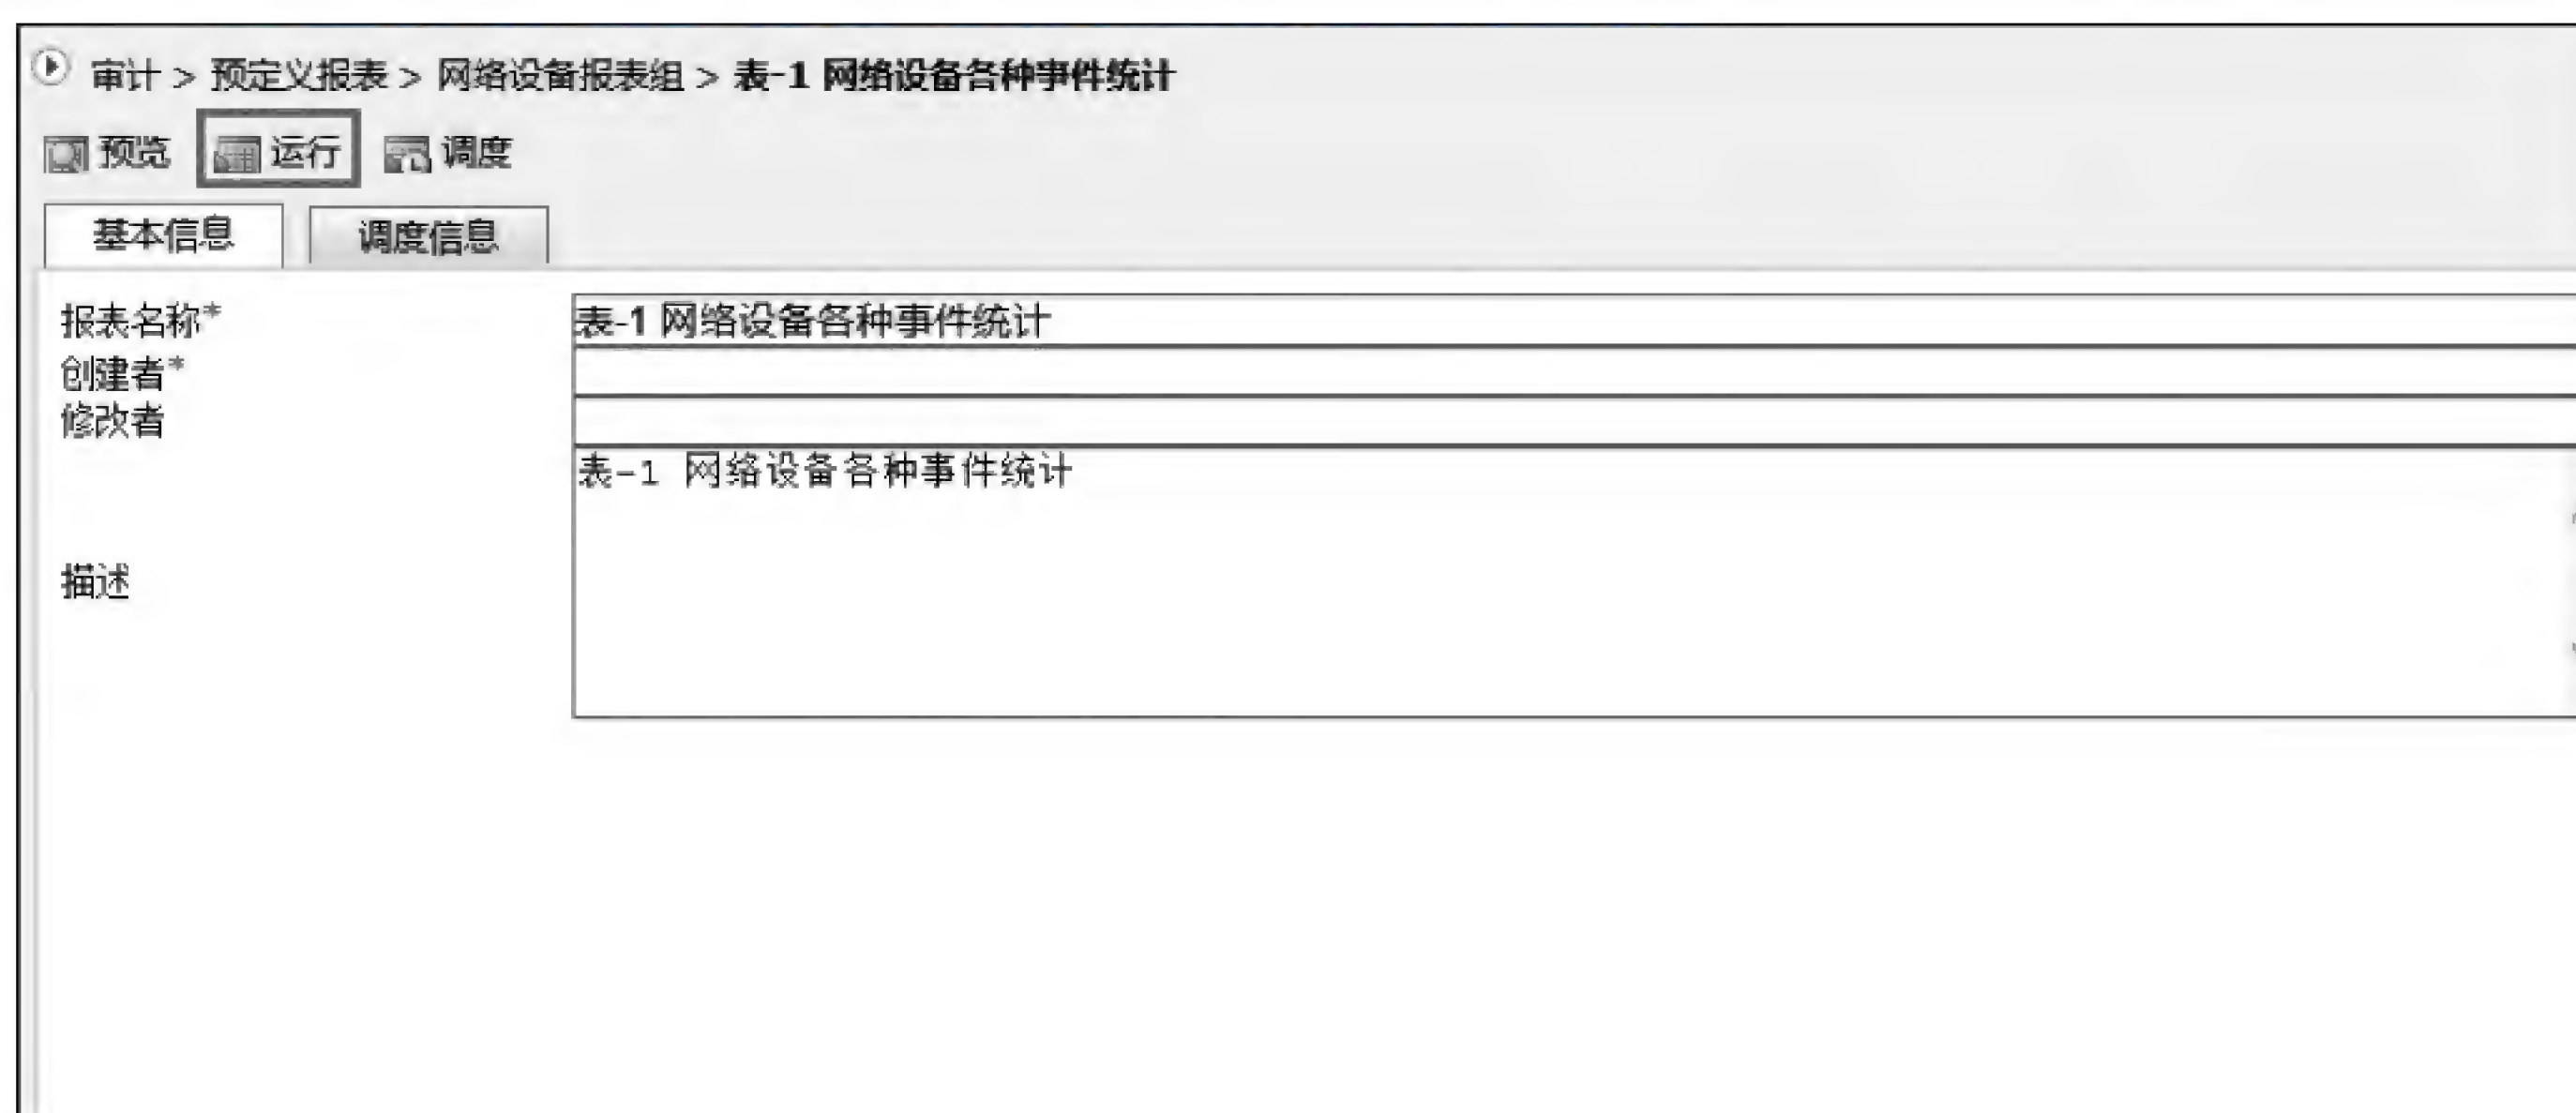 审计 > 预定义报表 > 网络设备报表组 > 表-1 网络设备各种事件统计
预览 运行 调度
基本信息 调度信息
报表名称* 表-1 网络设备各种事件统计
创建者*
修改者
表-1 网络设备各种事件统计
描述